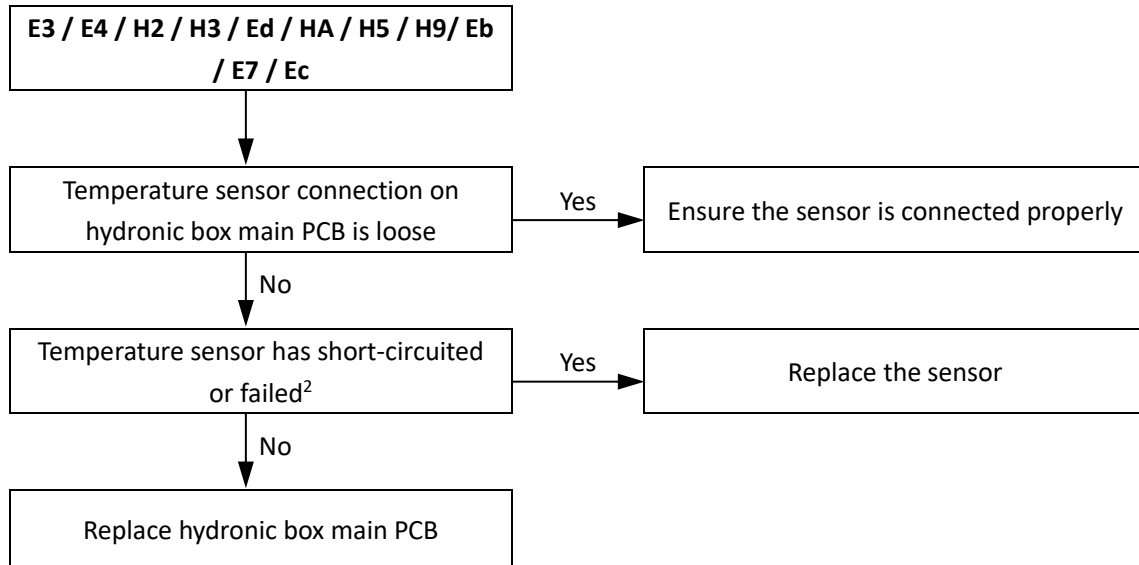 E3 / E4 / H2 / H3 / Ed / HA / H5 / H9/ Eb
/ E7 / Ec
Temperature sensor connection on
hydronic box main PCB is loose
Yes
Ensure the sensor is connected properly
No
Temperature sensor has short-circuited
or failed²
Yes
Replace the sensor
No
Replace hydronic box main PCB